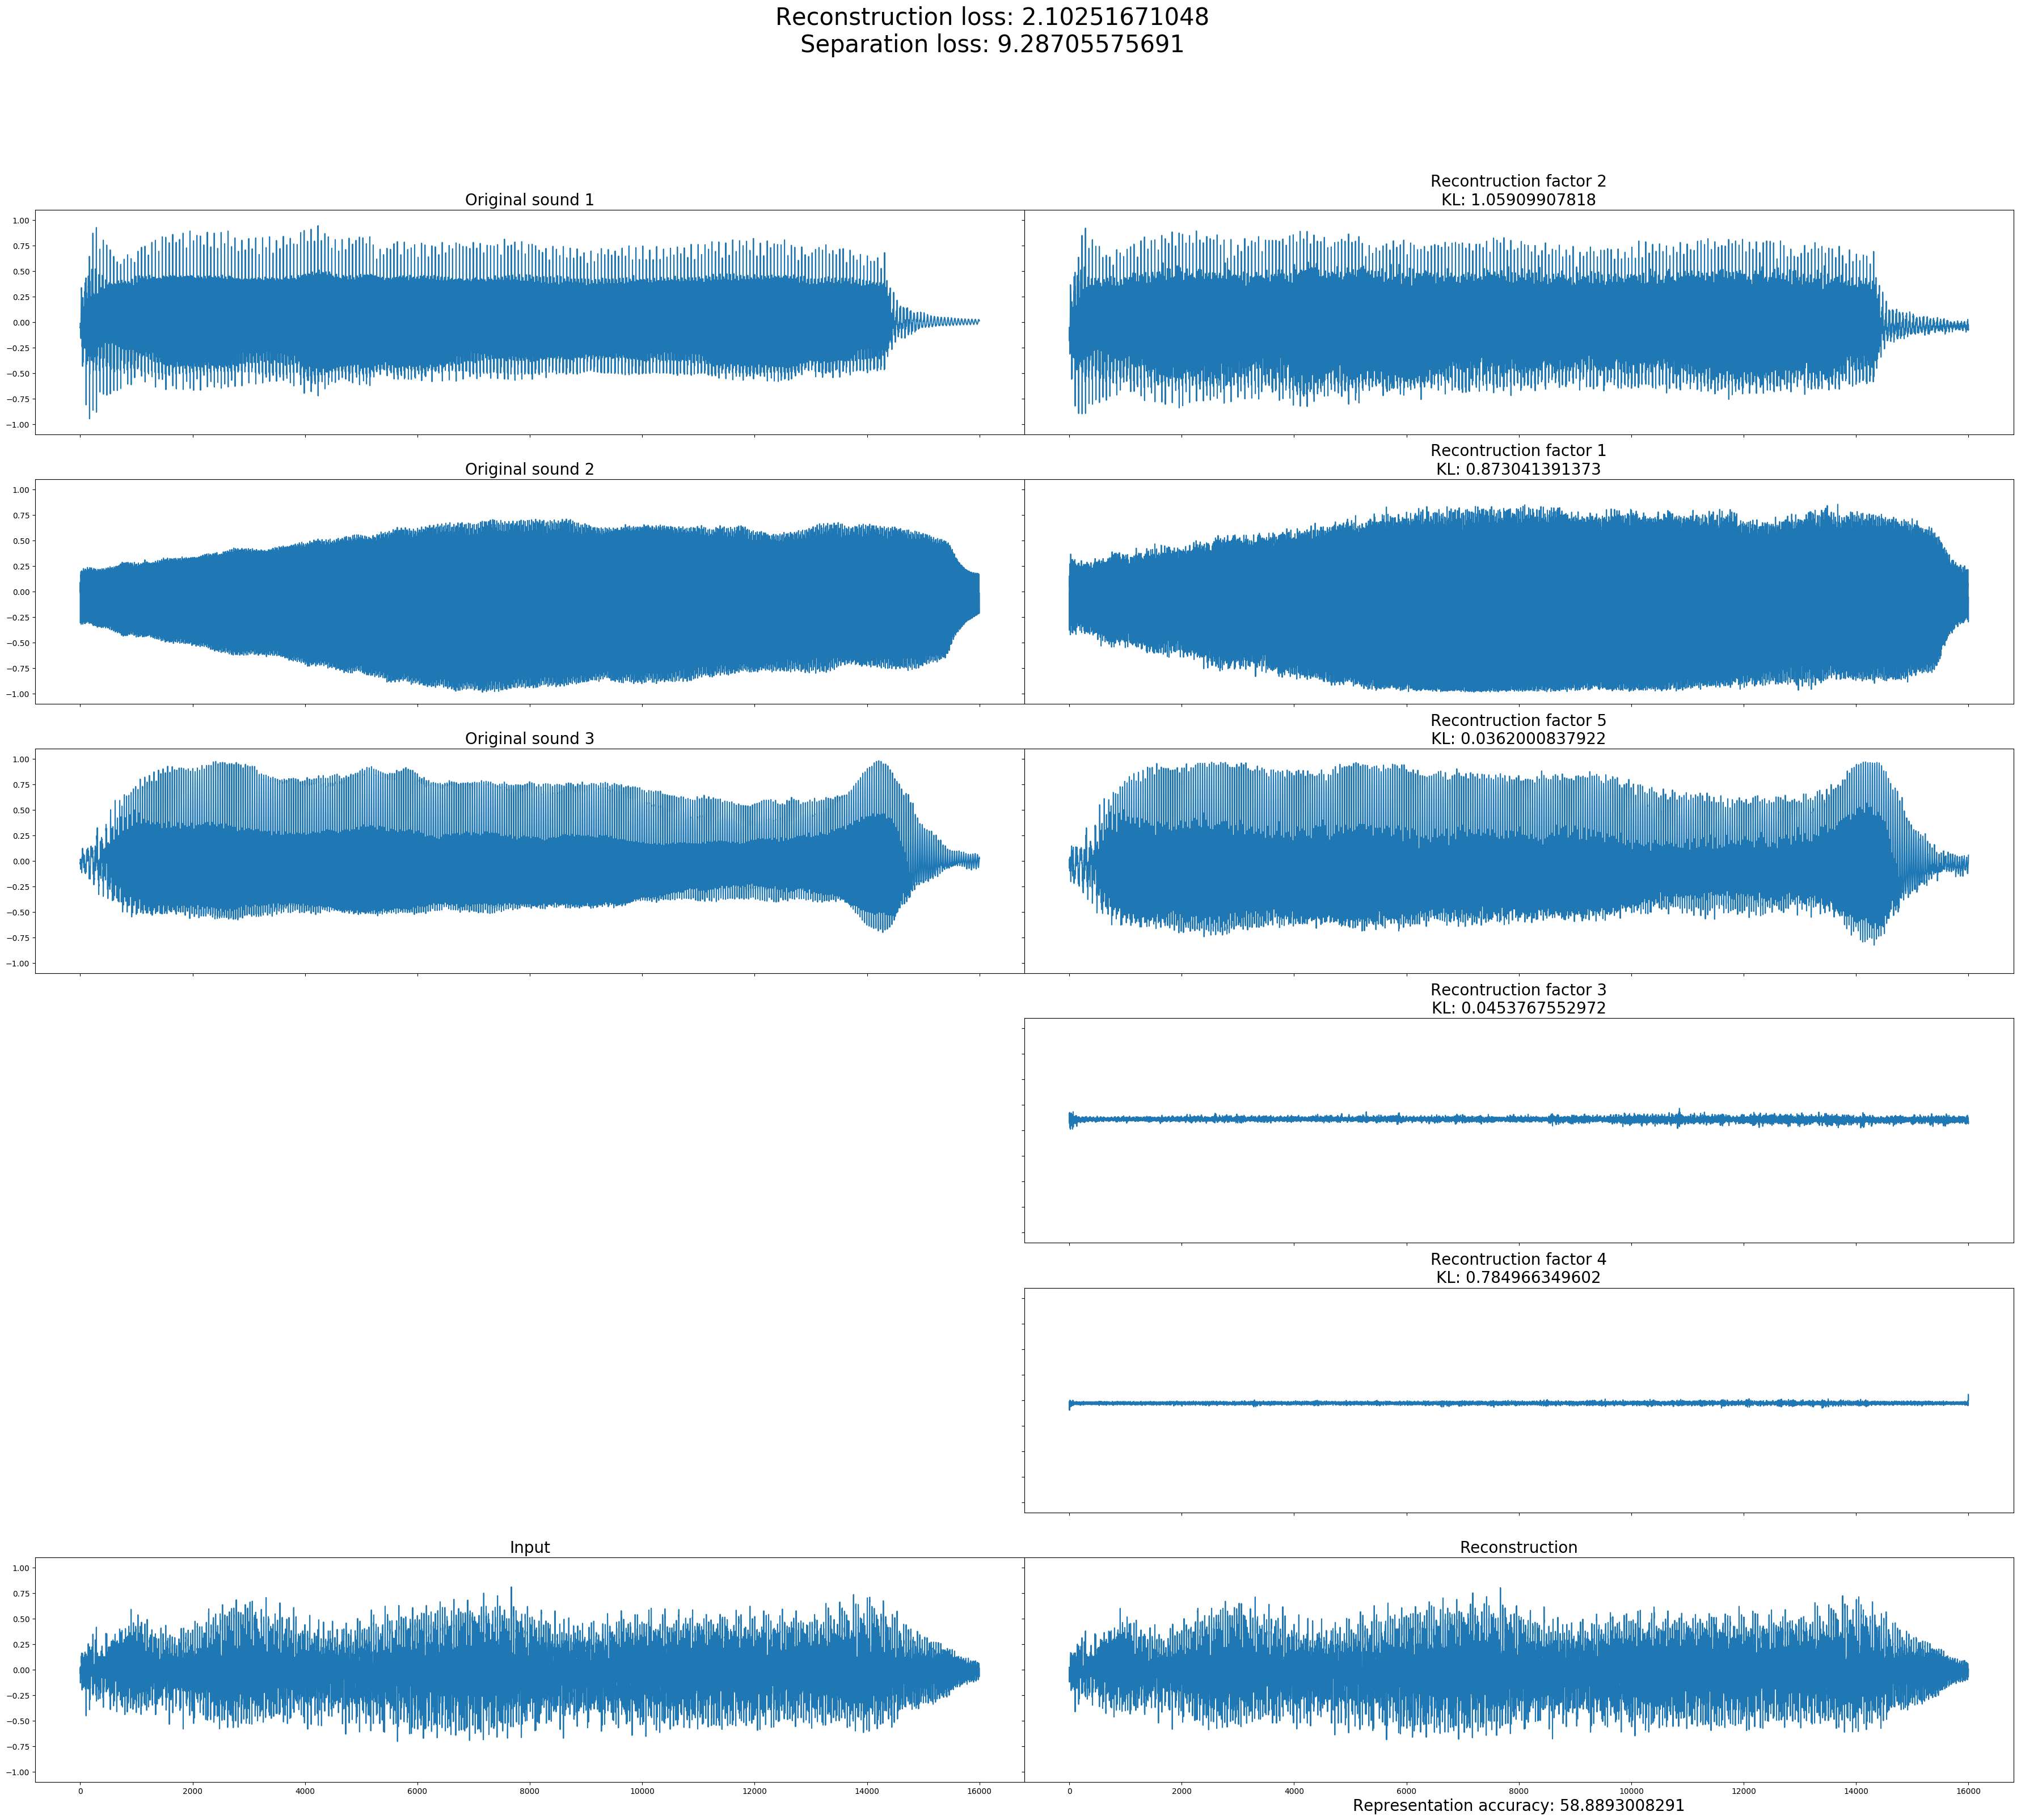 Reconstruction loss: 2.10251671048
Separation loss: 9.28705575691
Original sound 1
Recontruction factor 2
KL: 1.05909907818
1.00
0.75
0.50
0.25
0.00
−0.25
−0.50
−0.75
−1.00
Original sound 2
Recontruction factor 1
KL: 0.873041391373
1.00
0.75
0.50
0.25
0.00
−0.25
−0.50
−0.75
−1.00
Original sound 3
Recontruction factor 5
KL: 0.0362000837922
1.00
0.75
0.50
0.25
0.00
−0.25
−0.50
−0.75
−1.00
Recontruction factor 3
KL: 0.0453767552972
Recontruction factor 4
KL: 0.784966349602
Input
Reconstruction
1.00
0.75
0.50
0.25
0.00
−0.25
−0.50
−0.75
−1.00
0 2000 4000 6000 8000 10000 12000 14000 16000
0 2000 4000 6000 8000 10000 12000 14000 16000
Representation accuracy: 58.8893008291